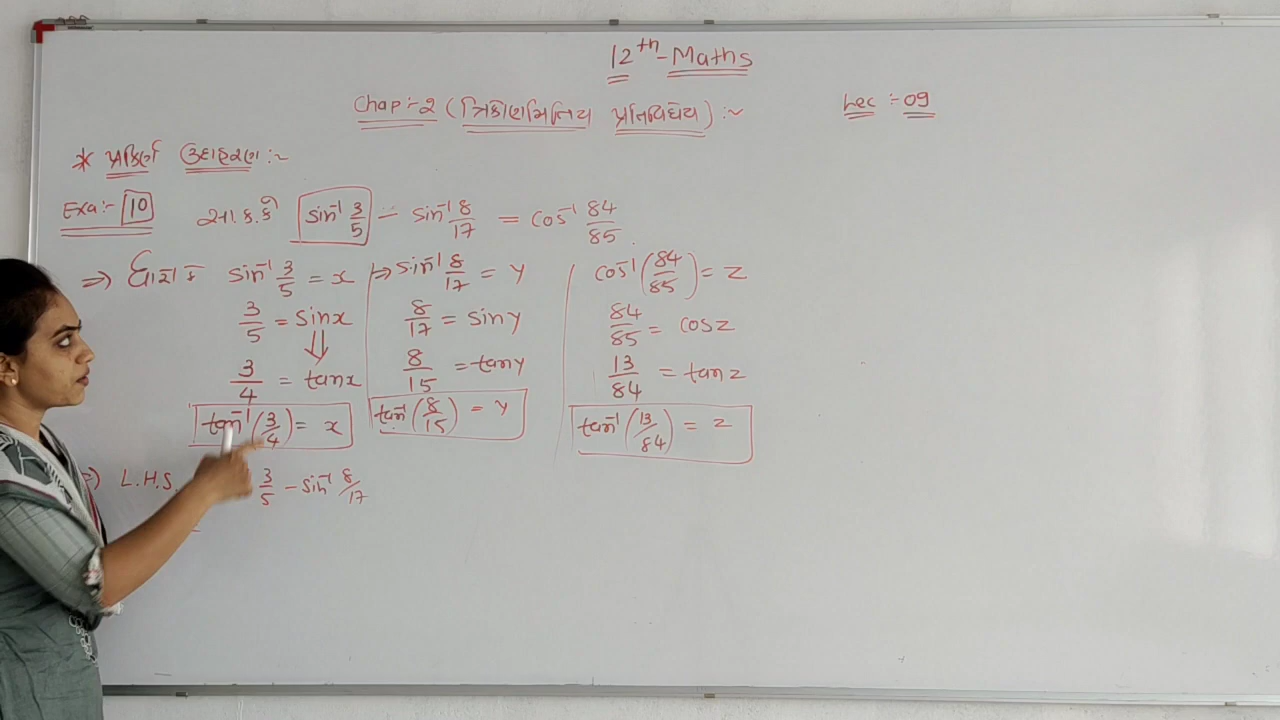 12th - Maths
Chap :- 2 (ત્રિકોણમિતિય પ્રતિવિધેય) :~
Lec :- 09
* પ્રકિર્ણ ઉદાહરણ :~
Exa :- 10 સા.કે.કે sin⁻¹ 3/5 - sin⁻¹ 8/17 = cos⁻¹ 84/85.
⇒ ધારો કે sin⁻¹ 3/5 = x
3/5 = sinx
⇓
3/4 = tanx
tan⁻¹(3/4) = x
⇒ sin⁻¹ 8/17 = y
8/17 = siny
8/15 = tany
tan⁻¹(8/15) = y
cos⁻¹(84/85) = z
84/85 = cosz
13/84 = tanz
tan⁻¹(13/84) = z
⇒) L.H.S. 3/5 - sin⁻¹ 8/17